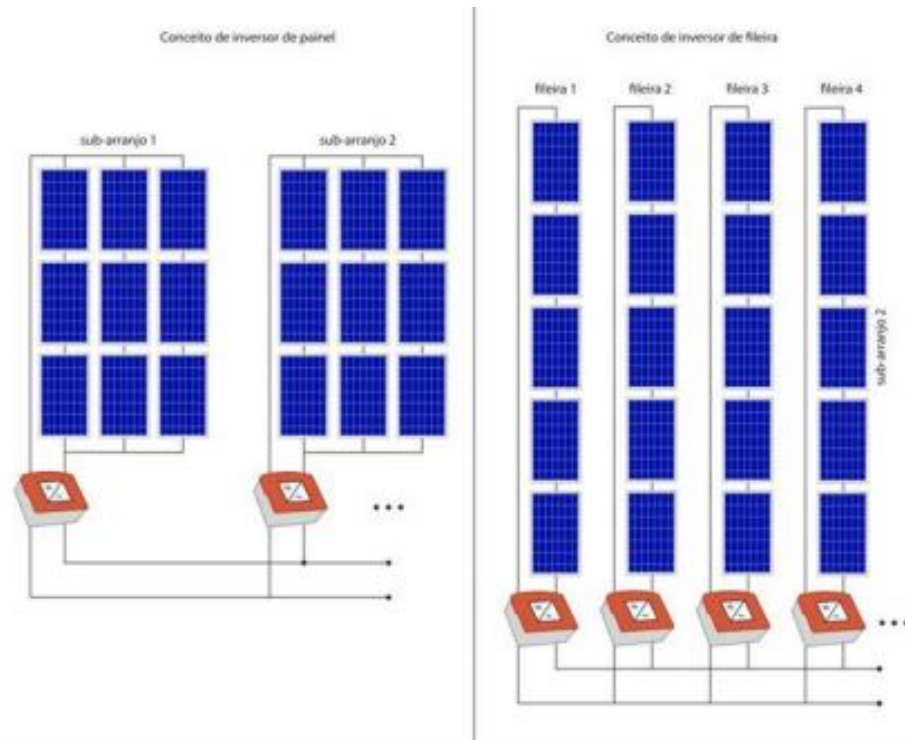 Conceito de inversor de painel
sub-arranjo 1
sub-arranjo 2
Conceito de inversor de fileira
fileira 1
fileira 2
fileira 3
fileira 4
sub-arranjo 2